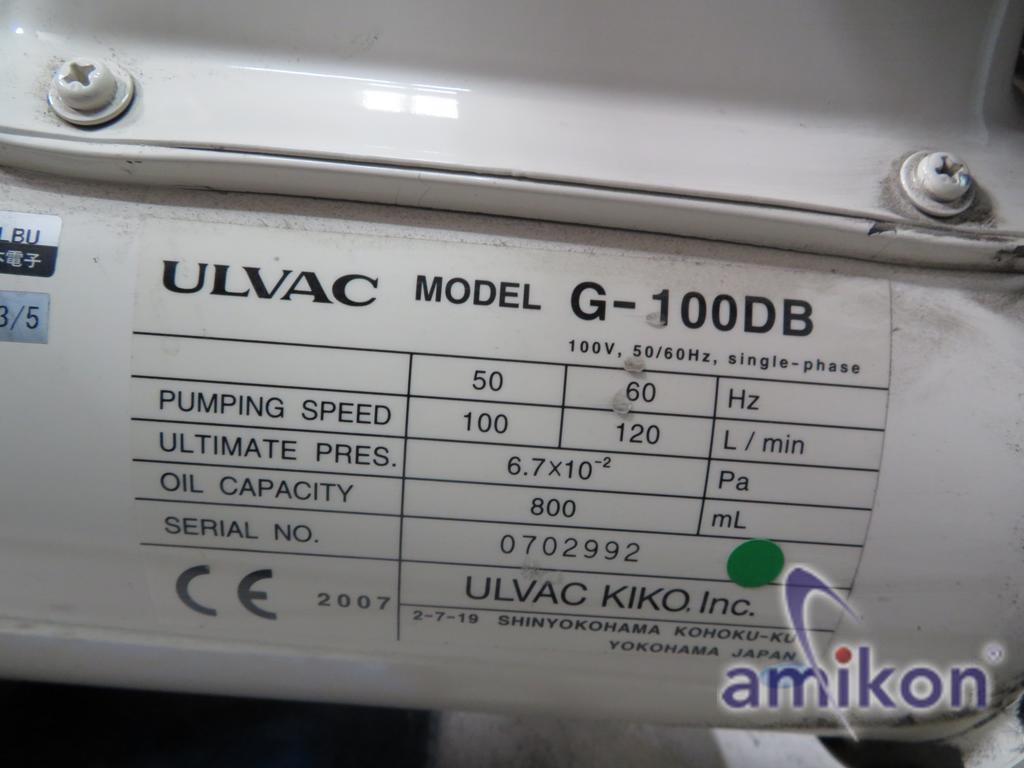 LBU
電子
3/5
ULVAC MODEL G-100DB
100V, 50/60Hz, single-phase
50 60 Hz
PUMPING SPEED 100 120 L / min
ULTIMATE PRES. 6.7×10⁻² Pa
OIL CAPACITY 800 mL
SERIAL NO. 0702992
CE 2007 ULVAC KIKO. Inc.
2-7-19 SHINYOKOHAMA KOHOKU-KU
YOKOHAMA JAPAN
amikon®